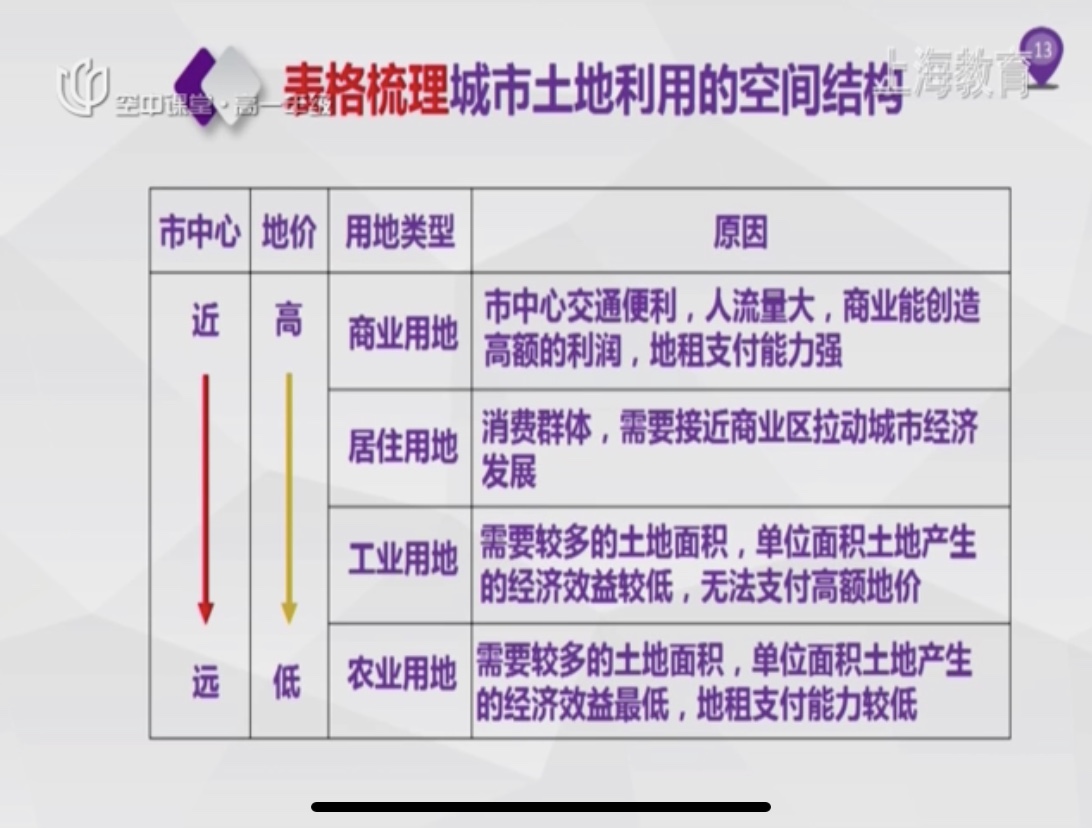 13
上海教育
空中课堂·高一年级
表格梳理城市土地利用的空间结构
市中心 地价 用地类型 原因
近 高 商业用地
市中心交通便利，人流量大，商业能创造
高额的利润，地租支付能力强
居住用地
消费群体，需要接近商业区拉动城市经济
发展
工业用地
需要较多的土地面积，单位面积土地产生
的经济效益较低，无法支付高额地价
远 低 农业用地
需要较多的土地面积，单位面积土地产生
的经济效益最低，地租支付能力较低